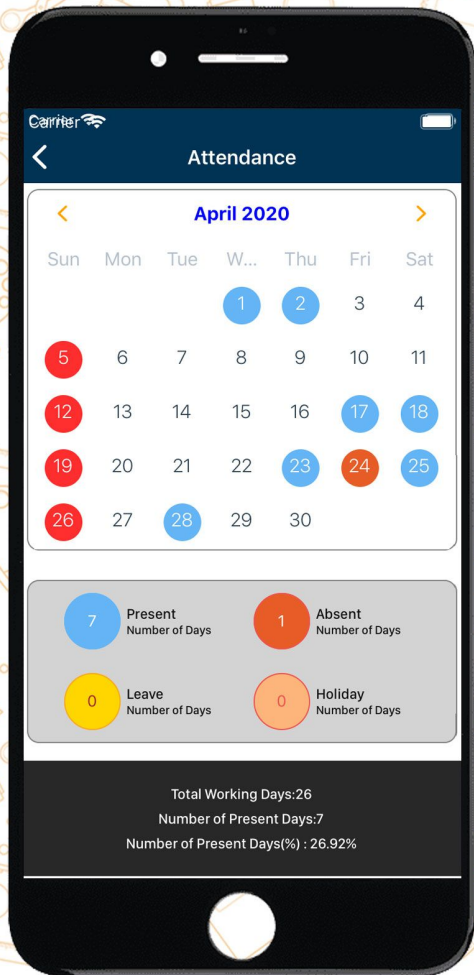 Carrier
Attendance
April 2020
Sun Mon Tue W... Thu Fri Sat
1 2 3 4
5 6 7 8 9 10 11
12 13 14 15 16 17 18
19 20 21 22 23 24 25
26 27 28 29 30
7 Present 1 Absent
Number of Days Number of Days
0 Leave 0 Holiday
Number of Days Number of Days
Total Working Days:26
Number of Present Days:7
Number of Present Days(%) : 26.92%